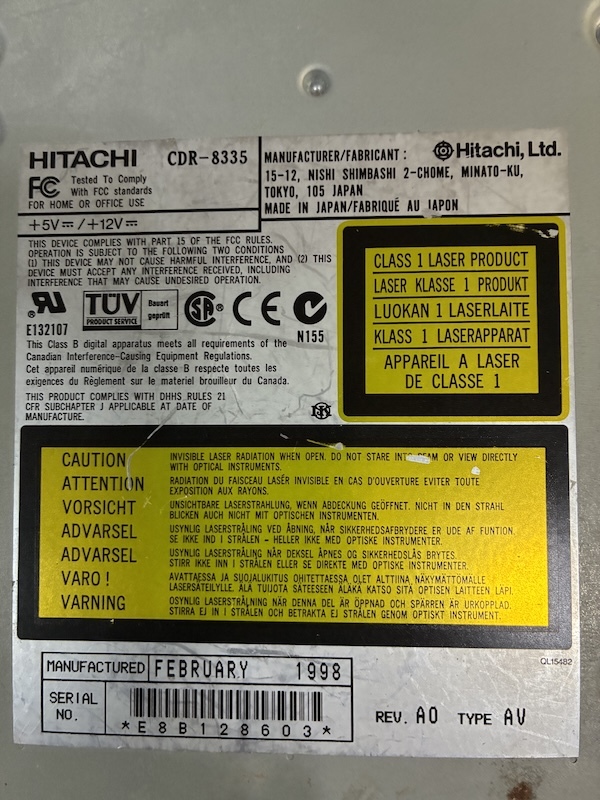 HITACHI CDR-8335
FC Tested To Comply
With FCC standards
FOR HOME OR OFFICE USE
+5V⎓/+12V⎓
MANUFACTURER/FABRICANT : Hitachi, Ltd.
15-12, NISHI SHIMBASHI 2-CHOME, MINATO-KU,
TOKYO, 105 JAPAN
MADE IN JAPAN/FABRIQUÉ AU JAPON
THIS DEVICE COMPLIES WITH PART 15 OF THE FCC RULES.
OPERATION IS SUBJECT TO THE FOLLOWING TWO CONDITIONS
(1) THIS DEVICE MAY NOT CAUSE HARMFUL INTERFERENCE, AND (2) THIS
DEVICE MUST ACCEPT ANY INTERFERENCE RECEIVED, INCLUDING
INTERFERENCE THAT MAY CAUSE UNDESIRED OPERATION.
E132107
TÜV
PRODUCT SERVICE
Bauart
geprüft
SA
®
CE
N155
This Class B digital apparatus meets all requirements of the
Canadian Interference-Causing Equipment Regulations.
Cet appareil numérique de la classe B respecte toutes les
exigences du Règlement sur le materiel brouilleur du Canada.
THIS PRODUCT COMPLIES WITH DHHS RULES 21
CFR SUBCHAPTER J APPLICABLE AT DATE OF
MANUFACTURE.
CLASS 1 LASER PRODUCT
LASER KLASSE 1 PRODUKT
LUOKAN 1 LASERLAITE
KLASS 1 LASERAPPARAT
APPAREIL A LASER
DE CLASSE 1
CAUTION INVISIBLE LASER RADIATION WHEN OPEN. DO NOT STARE INTO BEAM OR VIEW DIRECTLY
WITH OPTICAL INSTRUMENTS.
ATTENTION RADIATION DU FAISCEAU LASÉR INVISIBLE EN CAS D'OUVERTURE EVITER TOUTE
EXPOSITION AUX RAYONS.
VORSICHT UNSICHTBARE LASERSTRAHLUNG, WENN ABDECKUNG GEÖFFNET. NICHT IN DEN STRAHL
BLICKEN AUCH NICHT MIT OPTISCHEN INSTRUMENTEN.
ADVARSEL USYNLIG LASERSTRÅLING VED ÅBNING, NÅR SIKKERHEDSAFBRYDERE ER UDE AF FUNTION.
SE IKKE IND I STRÅLEN - HELLER IKKE MED OPTISKE INSTRUMENTER.
ADVARSEL USYNLIG LASERSTRÅLING NÅR DEKSEL ÅPNES OG SIKKERHEDSLÅS BRYTES.
STIRR IKKE INN I STRÅLEN ELLER SE DIREKTE MED OPTISKE INSTRUMENTER.
VARO! AVATTAESSA JA SUOJALUKITUS OHITETTAESSA OLET ALTTIINA NÄKYMÄTTÖMÄLLE
LASERSATEILYLLE. ÄLÄ TUIJOTA SÄTEESEEN ÄLÄKÄ KATSO SITÄ OPTISEN LAITTEEN LÄPI.
VARNING OSYNLIG LASERSTRÅLNING NÄR DENNA DEL ÄR ÖPPNAD OCH SPÄRREN ÄR URKOPPLAD.
STIRRA EJ IN I STRÅLEN OCH BETRAKTA EJ STRÅLEN GENOM OPTISKT INSTRUMENT.
QL15482
MANUFACTURED FEBRUARY 1998
SERIAL
NO.
*E8B128603*
REV. A0 TYPE AV